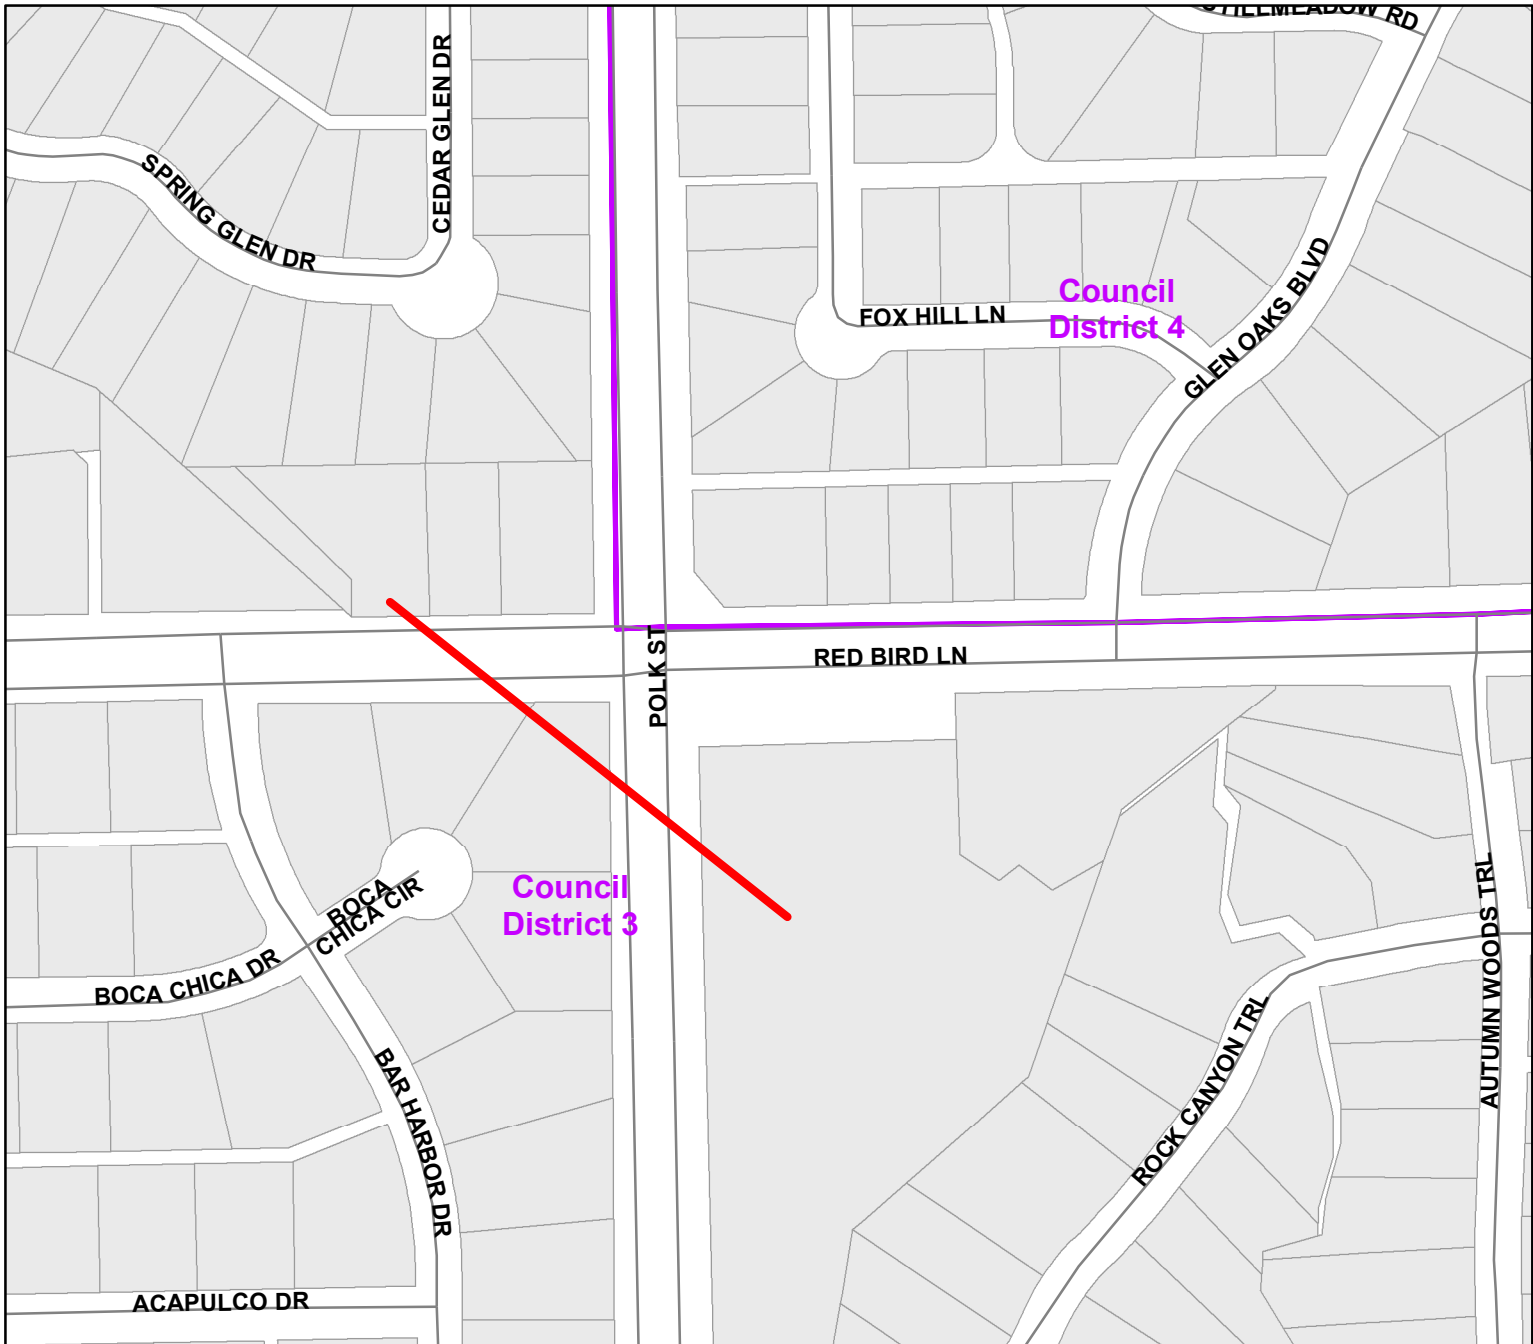 STILLMEADOW RD
CEDAR GLEN DR
SPRING GLEN DR
Council
District 4
FOX HILL LN
GLEN OAKS BLVD
RED BIRD LN
POLK ST
Council
District 3
BOCA
CHICA CIR
BOCA CHICA DR
BAR HARBOR DR
ROCK CANYON TRL
AUTUMN WOODS TRL
ACAPULCO DR